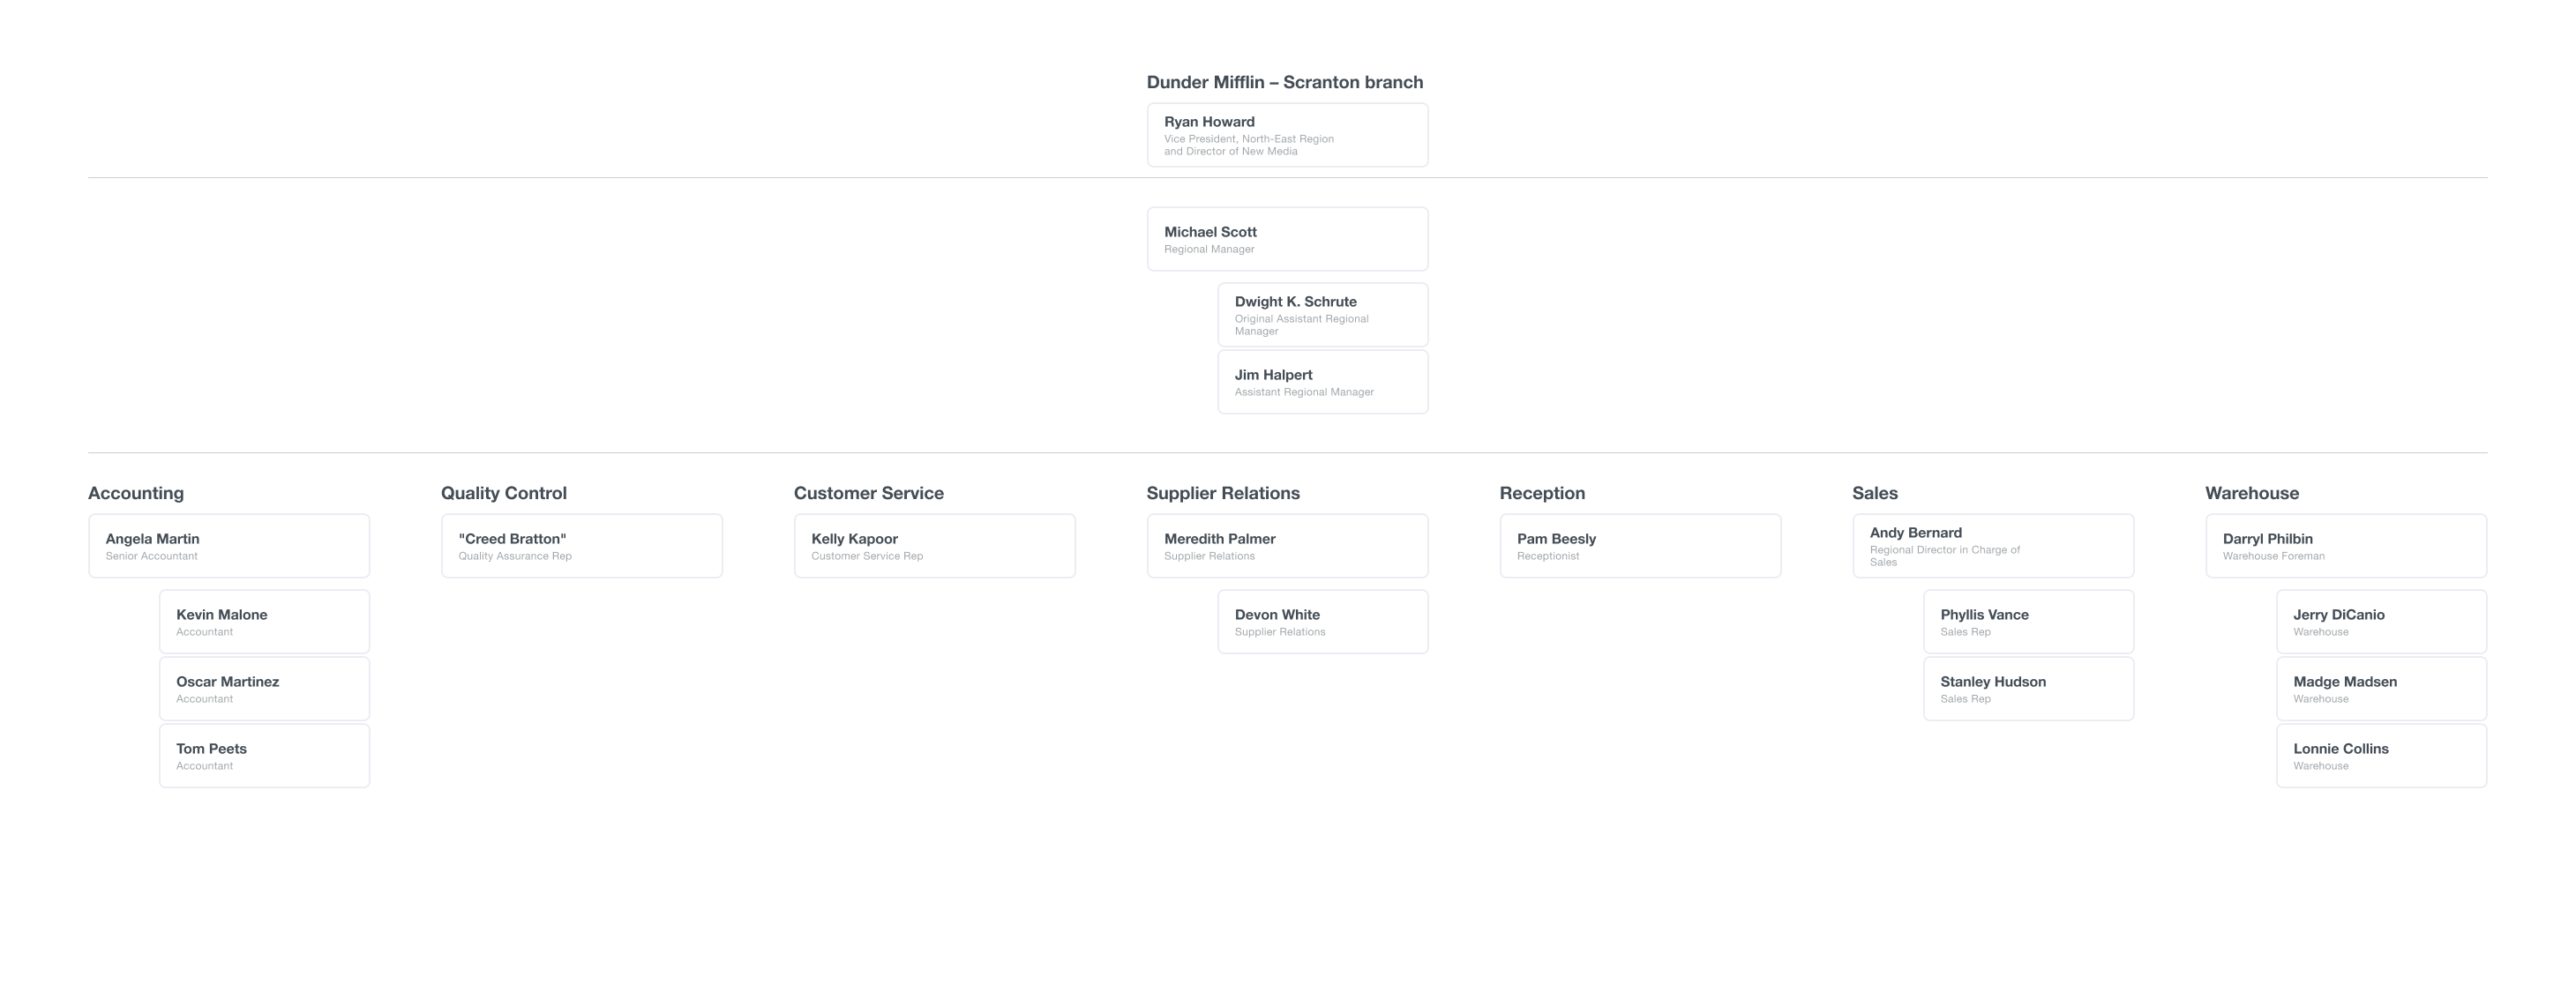 Dunder Mifflin – Scranton branch
Ryan Howard
Vice President, North-East Region
and Director of New Media
Michael Scott
Regional Manager
Dwight K. Schrute
Original Assistant Regional
Manager
Jim Halpert
Assistant Regional Manager
Accounting
Angela Martin
Senior Accountant
Kevin Malone
Accountant
Oscar Martinez
Accountant
Tom Peets
Accountant
Quality Control
"Creed Bratton"
Quality Assurance Rep
Customer Service
Kelly Kapoor
Customer Service Rep
Supplier Relations
Meredith Palmer
Supplier Relations
Devon White
Supplier Relations
Reception
Pam Beesly
Receptionist
Sales
Andy Bernard
Regional Director in Charge of
Sales
Phyllis Vance
Sales Rep
Stanley Hudson
Sales Rep
Warehouse
Darryl Philbin
Warehouse Foreman
Jerry DiCanio
Warehouse
Madge Madsen
Warehouse
Lonnie Collins
Warehouse